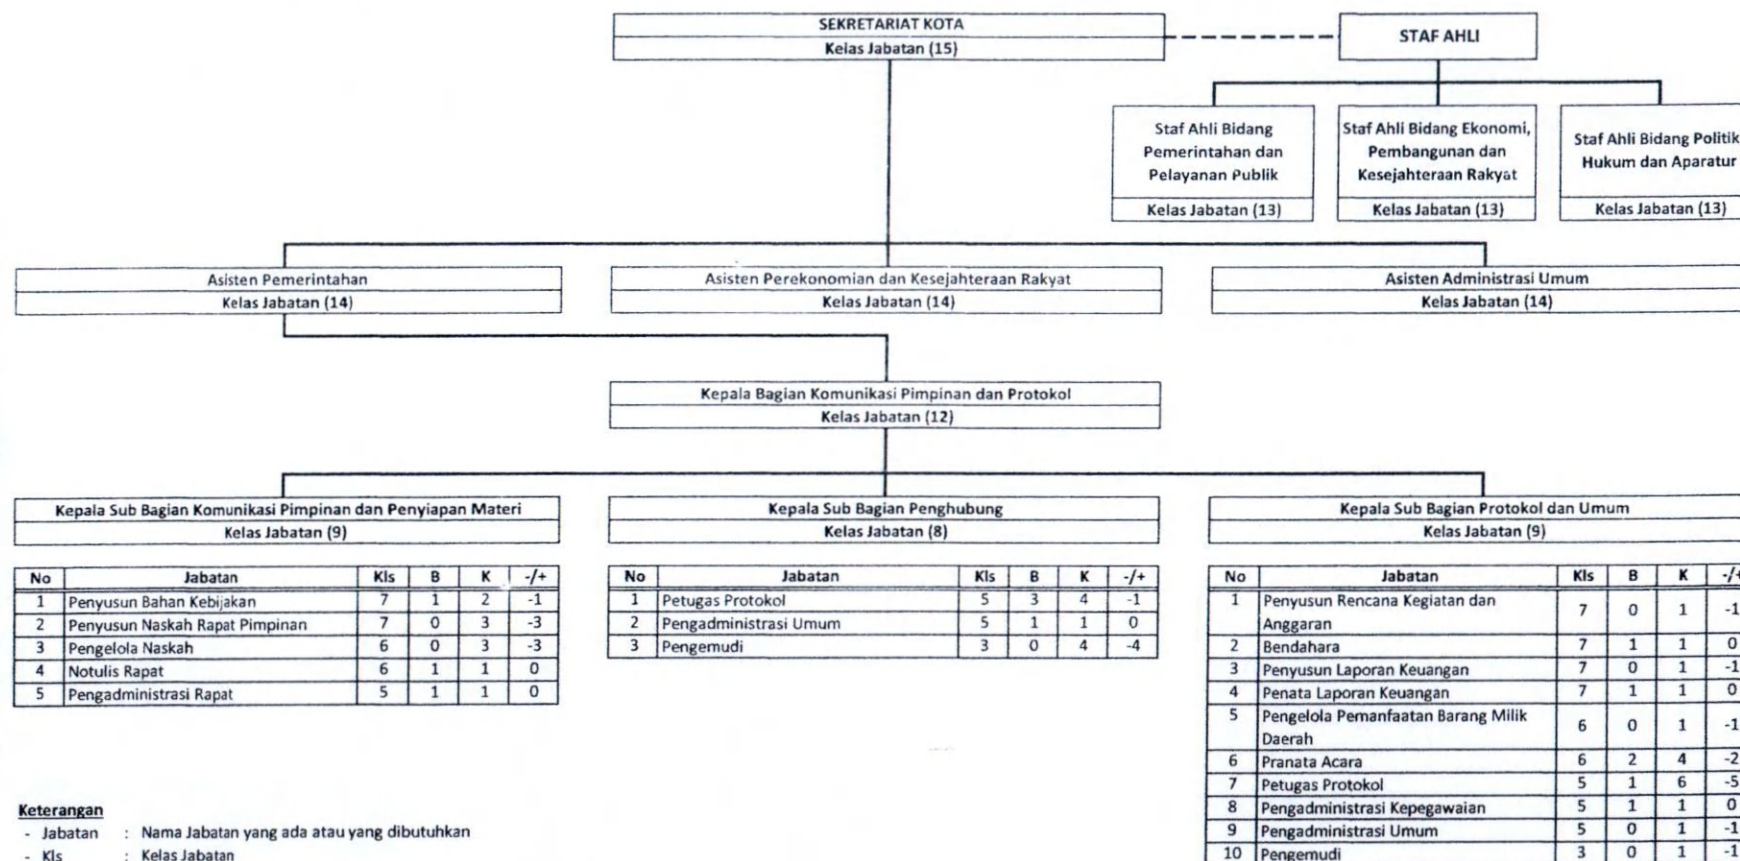 SEKRETARIAT KOTA
Kelas Jabatan (15)
STAF AHLI
Staf Ahli Bidang
Pemerintahan dan
Pelayanan Publik
Kelas Jabatan (13)
Staf Ahli Bidang Ekonomi,
Pembangunan dan
Kesejahteraan Rakyat
Kelas Jabatan (13)
Staf Ahli Bidang Politik
Hukum dan Aparatur
Kelas Jabatan (13)
Asisten Pemerintahan
Kelas Jabatan (14)
Asisten Perekonomian dan Kesejahteraan Rakyat
Kelas Jabatan (14)
Asisten Administrasi Umum
Kelas Jabatan (14)
Kepala Bagian Komunikasi Pimpinan dan Protokol
Kelas Jabatan (12)
Kepala Sub Bagian Komunikasi Pimpinan dan Penyiapan Materi
Kelas Jabatan (9)
No Jabatan Kls B K -/+
1 Penyusun Bahan Kebijakan 7 1 2 -1
2 Penyusun Naskah Rapat Pimpinan 7 0 3 -3
3 Pengelola Naskah 6 0 3 -3
4 Notulis Rapat 6 1 1 0
5 Pengadministrasi Rapat 5 1 1 0
Kepala Sub Bagian Penghubung
Kelas Jabatan (8)
No Jabatan Kls B K -/+
1 Petugas Protokol 5 3 4 -1
2 Pengadministrasi Umum 5 1 1 0
3 Pengemudi 3 0 4 -4
Kepala Sub Bagian Protokol dan Umum
Kelas Jabatan (9)
No Jabatan Kls B K -/+
1 Penyusun Rencana Kegiatan dan
Anggaran 7 0 1 -1
2 Bendahara 7 1 1 0
3 Penyusun Laporan Keuangan 7 0 1 -1
4 Penata Laporan Keuangan 7 1 1 0
5 Pengelola Pemanfaatan Barang Milik
Daerah 6 0 1 -1
6 Pranata Acara 6 2 4 -2
7 Petugas Protokol 5 1 6 -5
8 Pengadministrasi Kepegawaian 5 1 1 0
9 Pengadministrasi Umum 5 0 1 -1
10 Pengemudi 3 0 1 -1
Keterangan
- Jabatan : Nama Jabatan yang ada atau yang dibutuhkan
- Kls : Kelas Jabatan